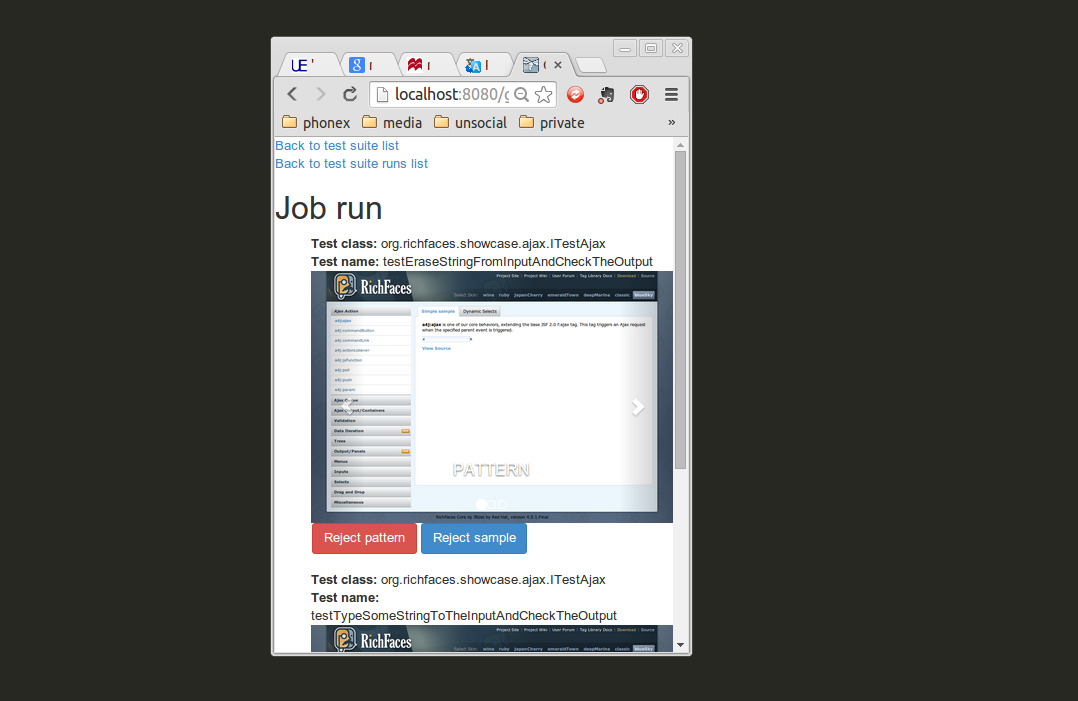 UE '
localhost:8080/g
phonex media unsocial private »
Back to test suite list
Back to test suite runs list
Job run
Test class: org.richfaces.showcase.ajax.ITestAjax
Test name: testEraseStringFromInputAndCheckTheOutput
Project Site | Project Wiki | User Forum | Tag Library Docs | Download | Source
RichFaces
Select Skin: wine ruby japanCherry emeraldTown deepMarine classic blueSky
Ajax Action
a4j:ajax
a4j:commandButton
a4j:commandLink
a4j:actionListener
a4j:jsfunction
a4j:poll
a4j:push
a4j:param
Ajax Queue
Ajax Output/Containers
Validation
Data Iteration
Trees
Output/Panels
Menus
Inputs
Selects
Drag and Drop
Miscellaneous
Simple sample Dynamic Selects
a4j:ajax is one of our core behaviors, extending the base JSF 2.0 f:ajax tag. This tag triggers an Ajax request
when the specified parent event is triggered.
View Source
PATTERN
RichFaces Core by JBoss by Red Hat, version 4.3.1.Final
Reject pattern Reject sample
Test class: org.richfaces.showcase.ajax.ITestAjax
Test name:
testTypeSomeStringToTheInputAndCheckTheOutput
Project Site | Project Wiki | User Forum | Tag Library Docs | Download | Source
RichFaces
Select Skin: wine ruby japanCherry emeraldTown deepMarine classic blueSky